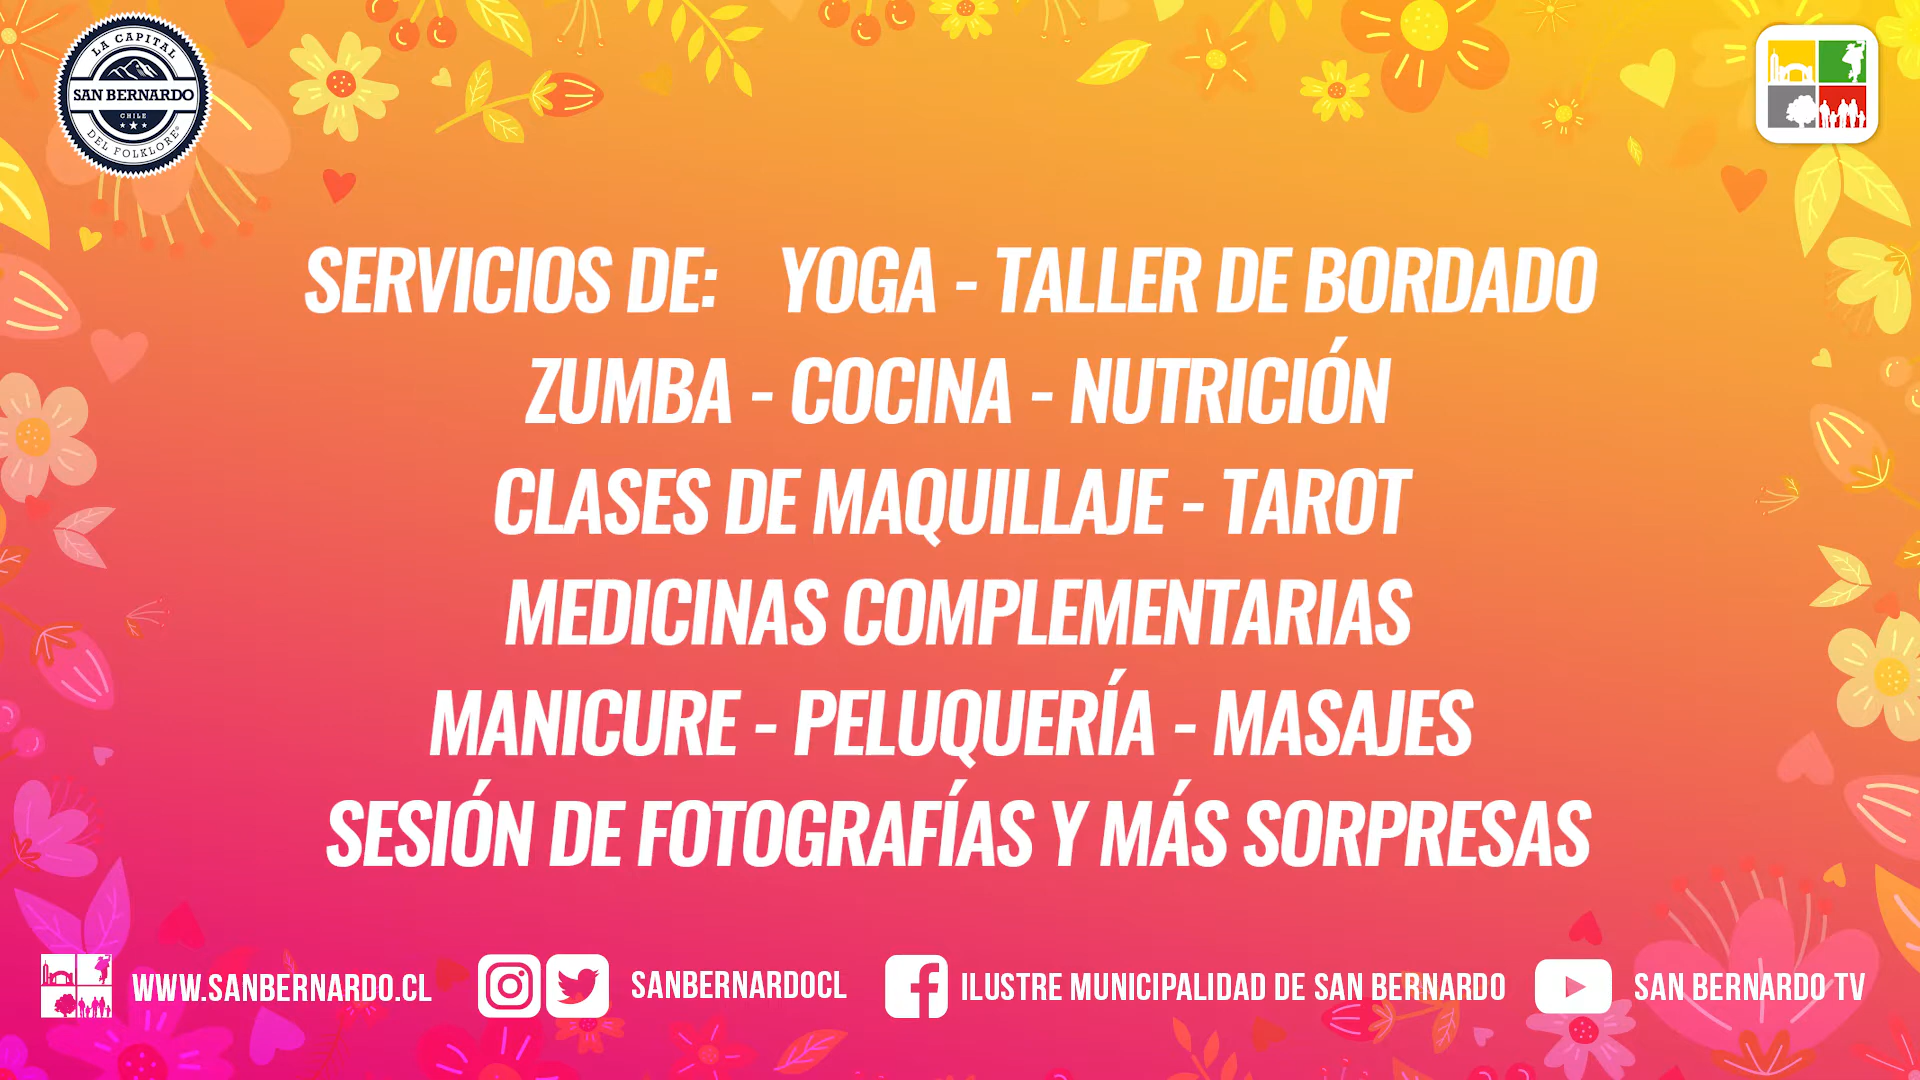 LA CAPITAL
SAN BERNARDO
CHILE
DEL FOLKLORE
SERVICIOS DE: YOGA - TALLER DE BORDADO
ZUMBA - COCINA - NUTRICIÓN
CLASES DE MAQUILLAJE - TAROT
MEDICINAS COMPLEMENTARIAS
MANICURE - PELUQUERÍA - MASAJES
SESIÓN DE FOTOGRAFÍAS Y MÁS SORPRESAS
WWW.SANBERNARDO.CL SANBERNARDOCL ILUSTRE MUNICIPALIDAD DE SAN BERNARDO SAN BERNARDO TV